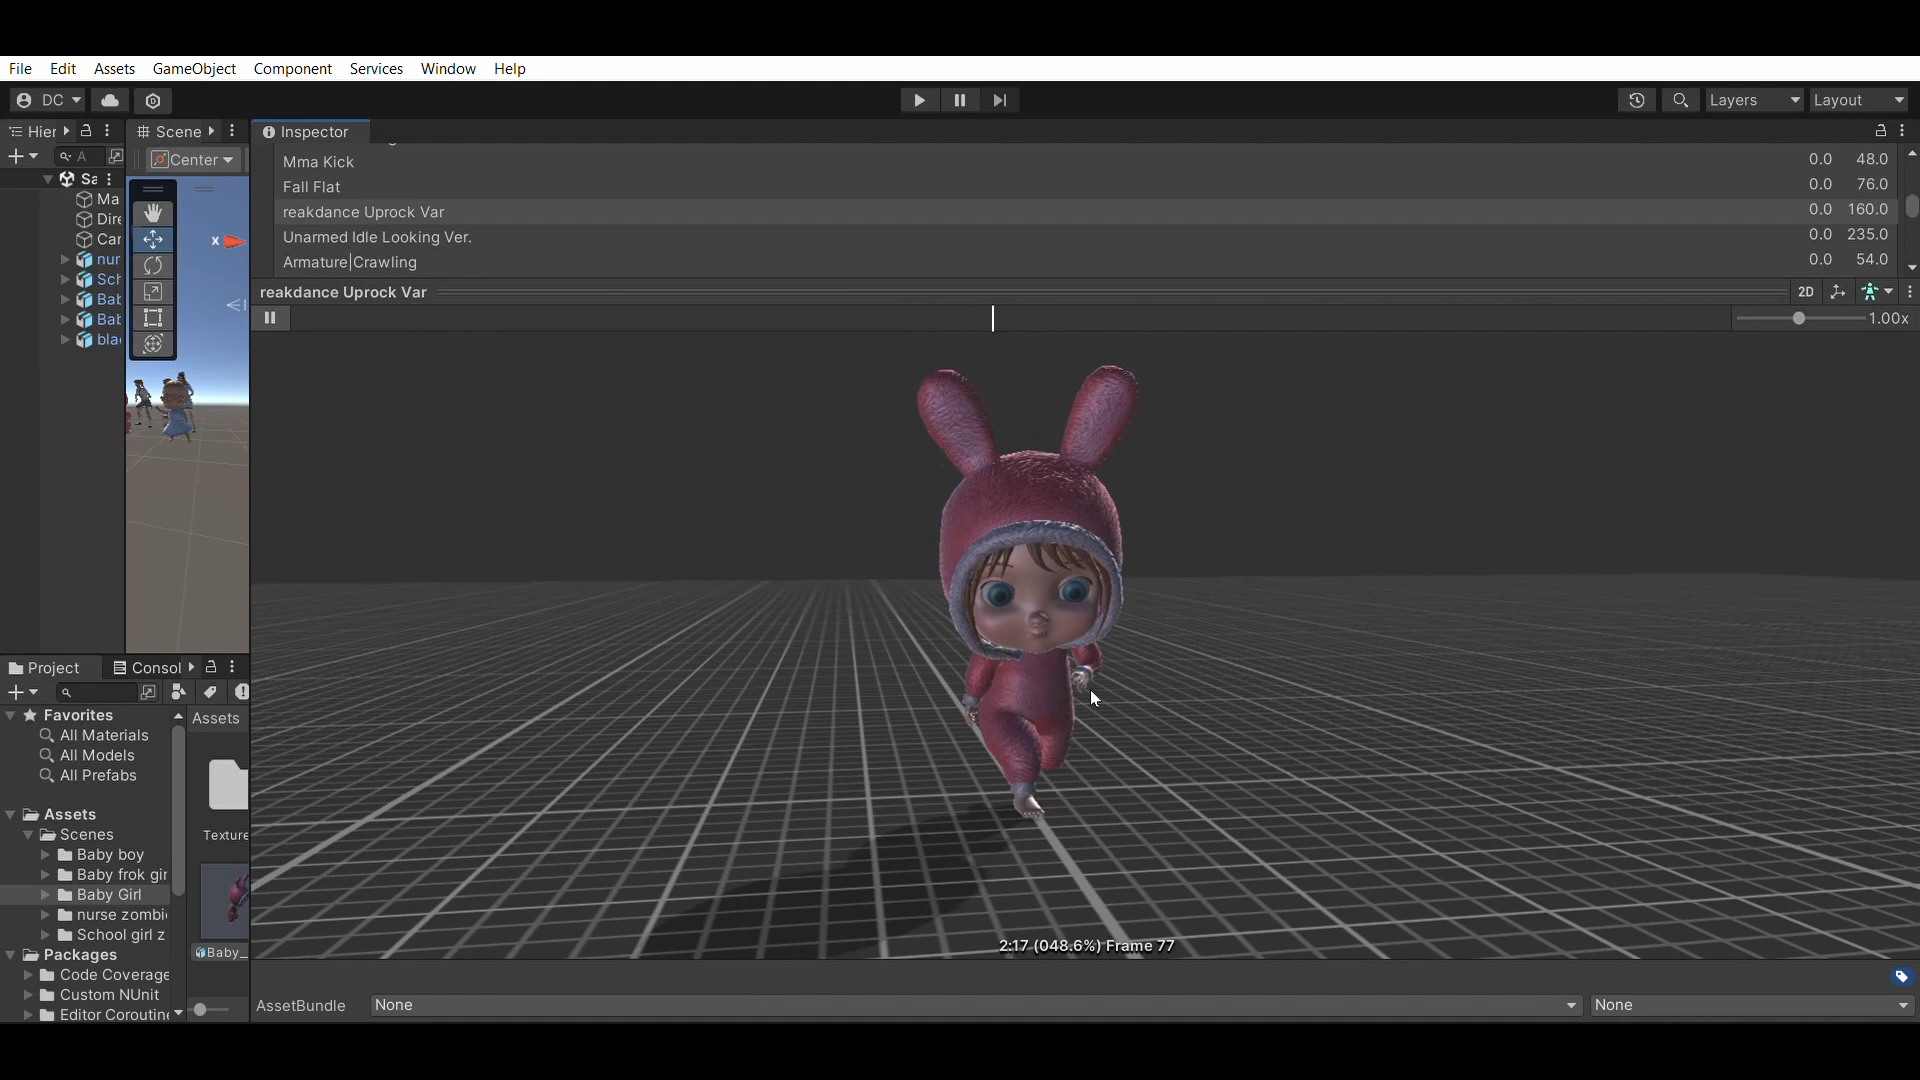 File Edit Assets GameObject Component Services Window Help
DC Layers Layout
Hier Scene Inspector
A Center
Mma Kick 0.0 48.0
Fall Flat 0.0 76.0
reakdance Uprock Var 0.0 160.0
Unarmed Idle Looking Ver. 0.0 235.0
Armature|Crawling 0.0 54.0
Sa
Ma
Dire
Car
nur
Sch
Bab
Bab
bla
x
reakdance Uprock Var 2D
1.00x
2:17 (048.6%) Frame 77
Project Consol
Favorites
All Materials
All Models
All Prefabs
Assets
Scenes
Baby boy
Baby frok gir
Baby Girl
nurse zombi
School girl z
Packages
Code Coverage
Custom NUnit
Editor Coroutine
Assets
Texture
Baby_
AssetBundle None None